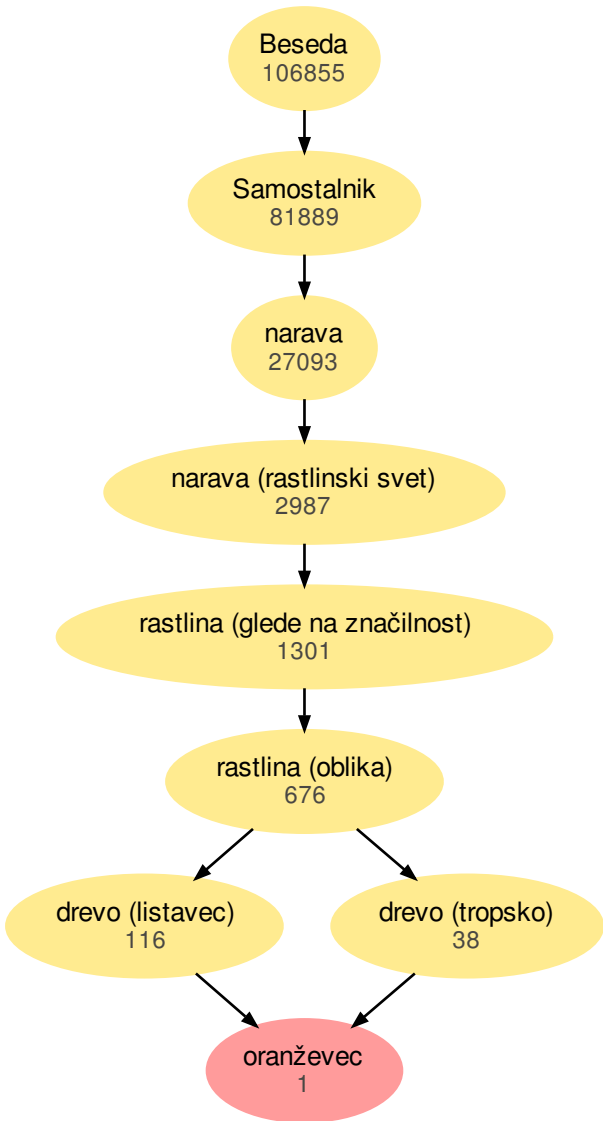 Beseda
106855
Samostalnik
81889
narava
27093
narava (rastlinski svet)
2987
rastlina (glede na značilnost)
1301
rastlina (oblika)
676
drevo (listavec)
116
drevo (tropsko)
38
oranževec
1